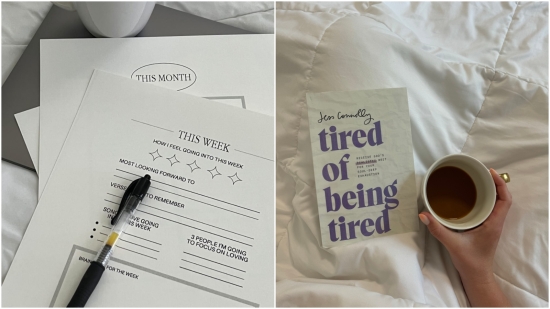 THIS MONTH
THIS WEEK
HOW I FEEL GOING INTO THIS WEEK
MOST LOOKING FORWARD TO
VERSE TO REMEMBER
3 PEOPLE I'M GOING
TO FOCUS ON LOVING
FOR THE WEEK
Jess Connolly
tired
of
being
tired